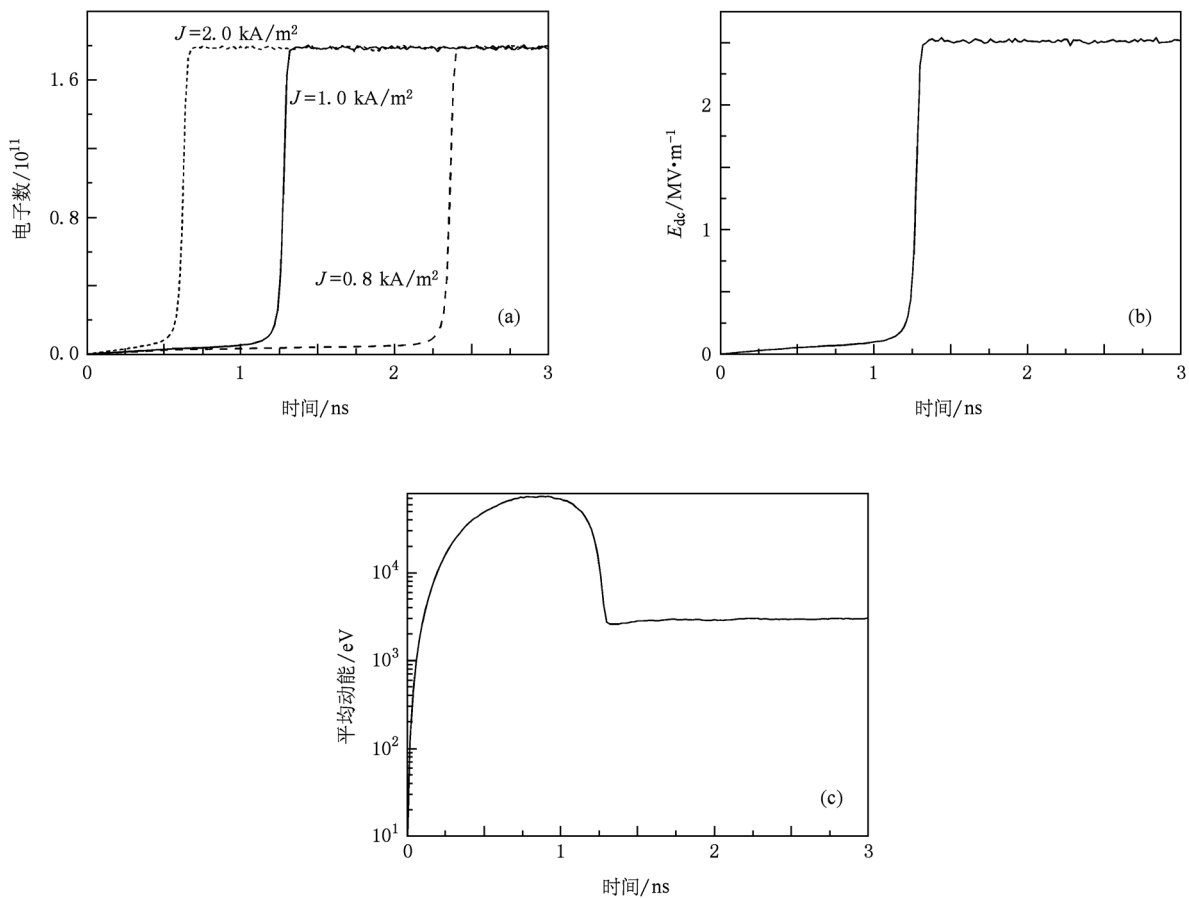 J=2.0 kA/m²
J=1.0 kA/m²
J=0.8 kA/m²
1.6
0.8
0.0
电子数/10¹¹
(a)
0 1 2 3
时间/ns
2
1
0
E_dc/MV·m⁻¹
(b)
0 1 2 3
时间/ns
10⁴
10³
10²
10¹
平均动能/eV
(c)
0 1 2 3
时间/ns